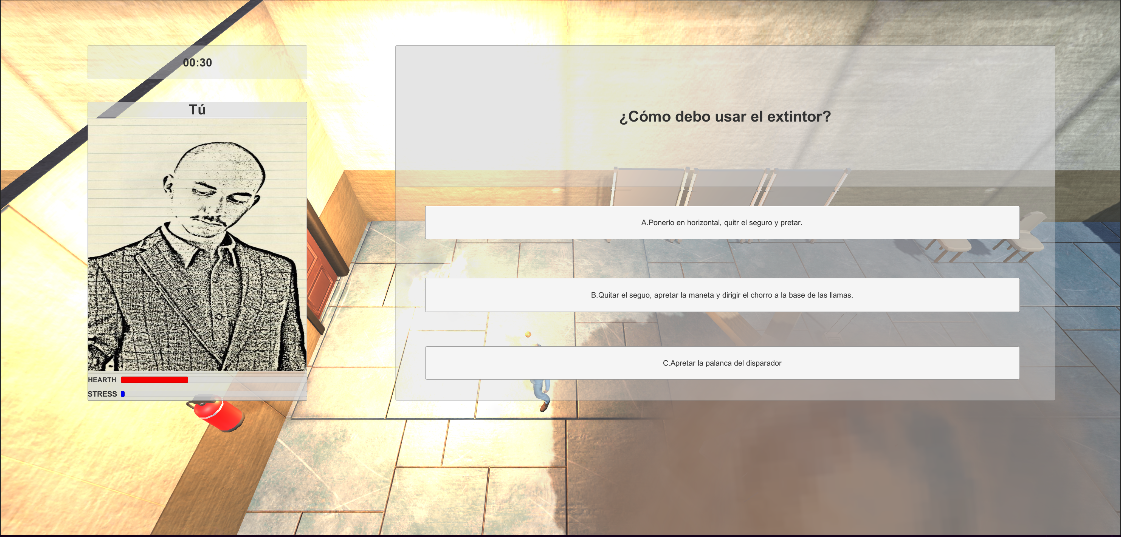 00:30
Tú
¿Cómo debo usar el extintor?
A.Ponerlo en horizontal, quitr el seguro y pretar.
B.Quitar el seguo, apretar la maneta y dirigir el chorro a la base de las llamas.
C.Apretar la palanca del disparador
HEARTH
STRESS